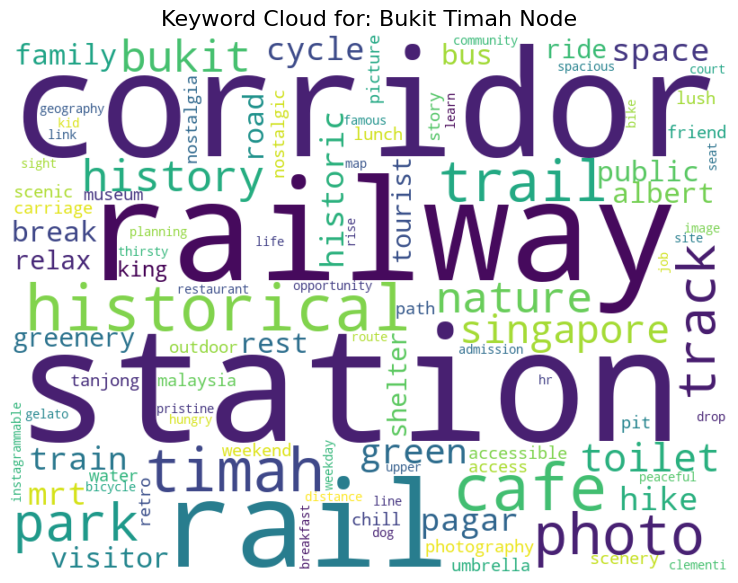 Keyword Cloud for: Bukit Timah Node
family
bukit
cycle
picture
bus
community
ride
spacious
space
court
corridor
geography
kid
link
nostalgia
road
nostalgic
famous
lunch
story
learn
bike
lush
friend
seat
sight
history
historic
map
tourist
trail
public
albert
scenic
museum
carriage
railway
break
planning
thirsty
relax
king
life
rise
image
site
job
track
restaurant
opportunity
historical
path
nature
singapore
greenery
outdoor
rest
route
shelter
admission
station
tanjong
malaysia
pristine
hungry
gelato
hr
drop
pit
instagrammable
train
water
bicycle
mrt
retro
weekend
timah
weekday
green
upper
accessible
access
toilet
peaceful
cafe
hike
distance
line
park
visitor
rail
breakfast
chill
dog
pagar
photography
umbrella
photo
scenery
clementi